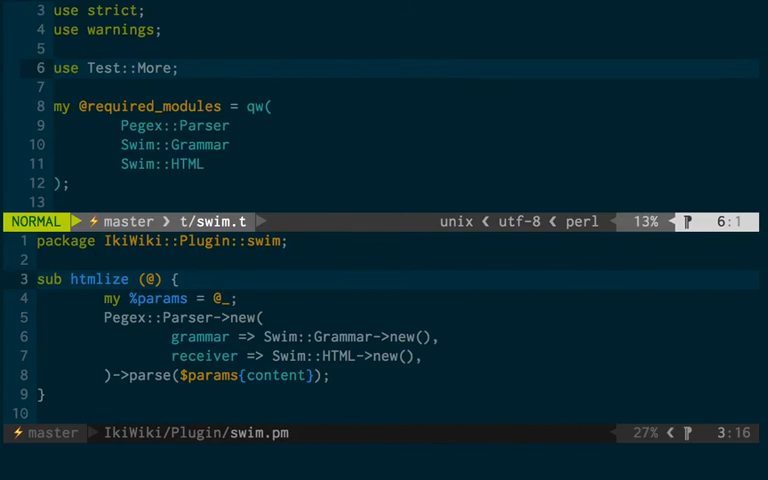 3 use strict;
4 use warnings;
5
6 use Test::More;
7
8 my @required_modules = qw(
9 Pegex::Parser
10 Swim::Grammar
11 Swim::HTML
12 );
13
NORMAL master t/swim.t unix utf-8 perl 13% 6:1
1 package IkiWiki::Plugin::swim;
2
3 sub htmlize (@) {
4 my %params = @_;
5 Pegex::Parser->new(
6 grammar => Swim::Grammar->new(),
7 receiver => Swim::HTML->new(),
8 )->parse($params{content});
9 }
10
master IkiWiki/Plugin/swim.pm 27% 3:16